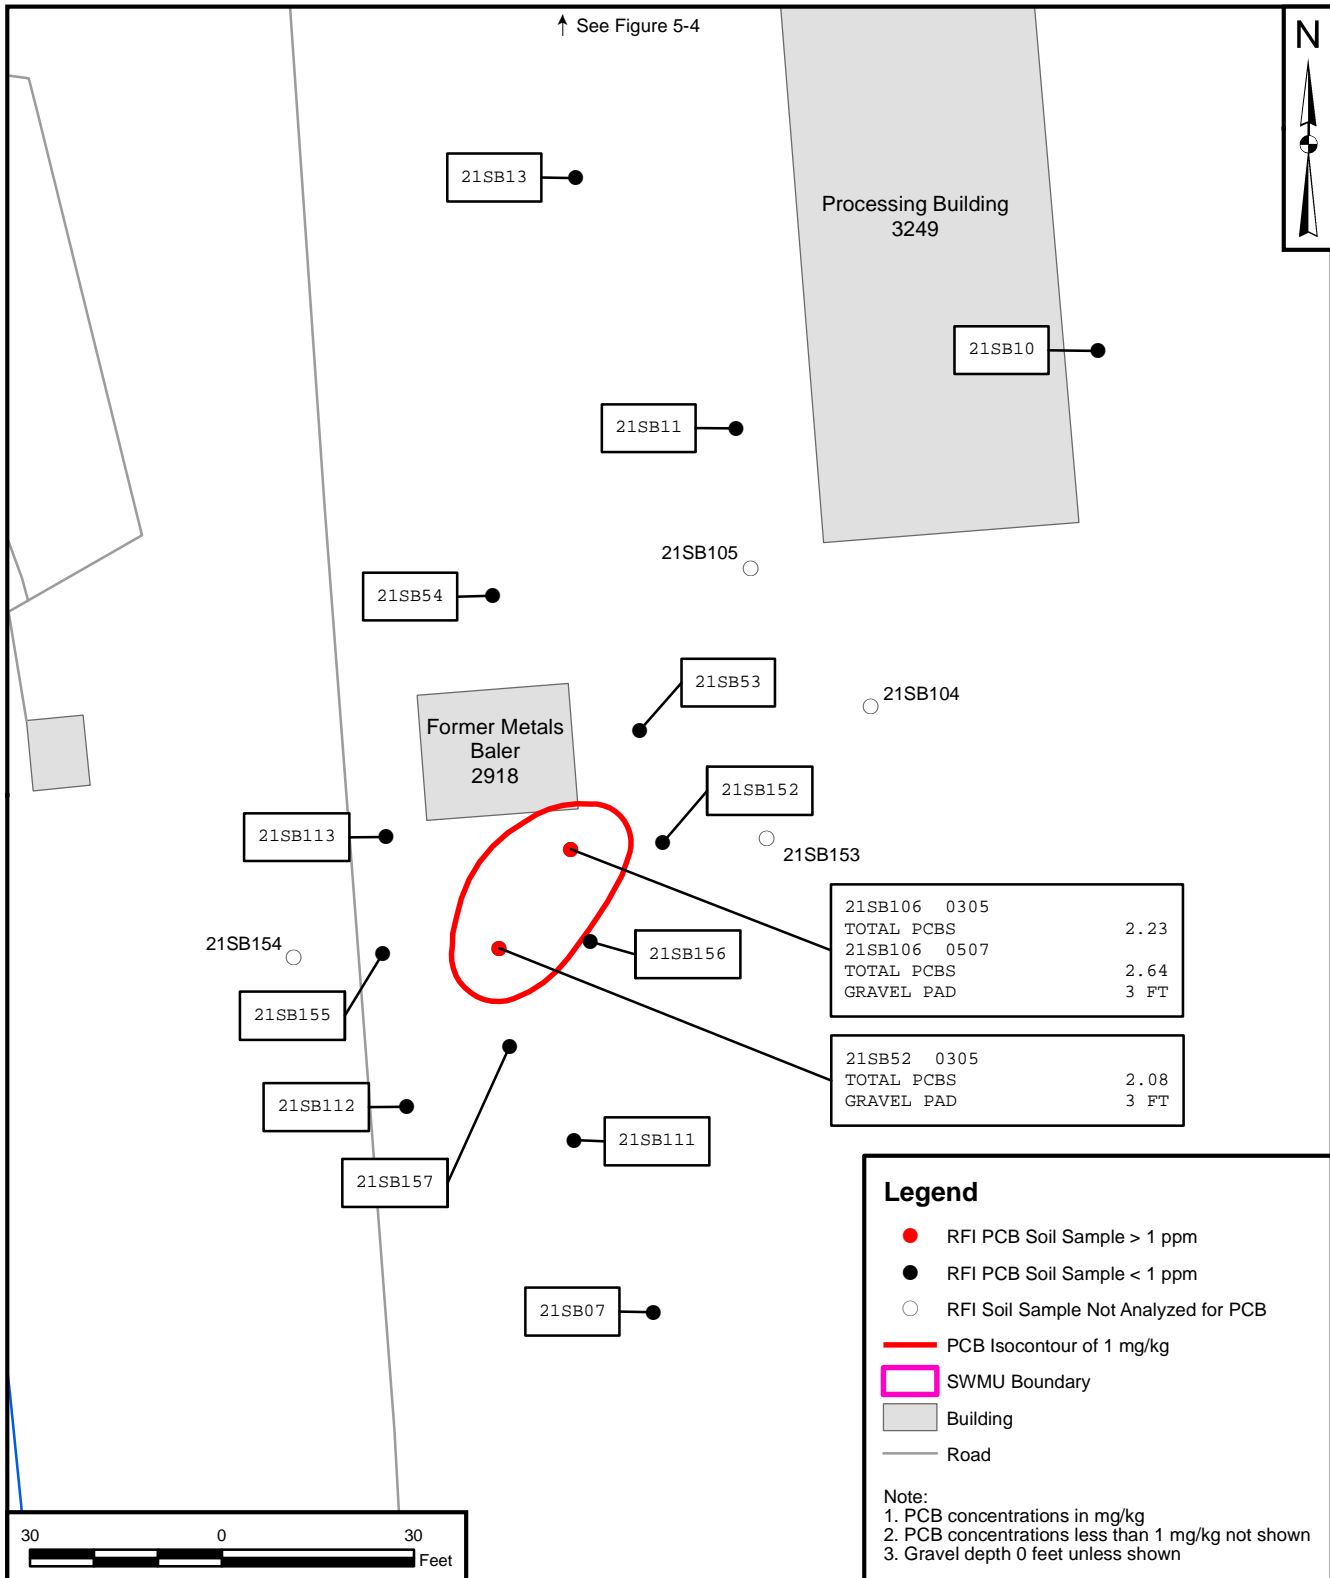 ↑ See Figure 5-4
N
21SB13
Processing Building
3249
21SB10
21SB11
21SB105
21SB54
21SB53
21SB104
Former Metals
Baler
2918
21SB152
21SB113
21SB153
21SB106 0305
TOTAL PCBS 2.23
21SB106 0507
TOTAL PCBS 2.64
GRAVEL PAD 3 FT
21SB154
21SB156
21SB155
21SB52 0305
TOTAL PCBS 2.08
GRAVEL PAD 3 FT
21SB112
21SB111
21SB157
21SB07
Legend
RFI PCB Soil Sample > 1 ppm
RFI PCB Soil Sample < 1 ppm
RFI Soil Sample Not Analyzed for PCB
PCB Isocontour of 1 mg/kg
SWMU Boundary
Building
Road
Note:
1. PCB concentrations in mg/kg
2. PCB concentrations less than 1 mg/kg not shown
3. Gravel depth 0 feet unless shown
30 0 30
Feet